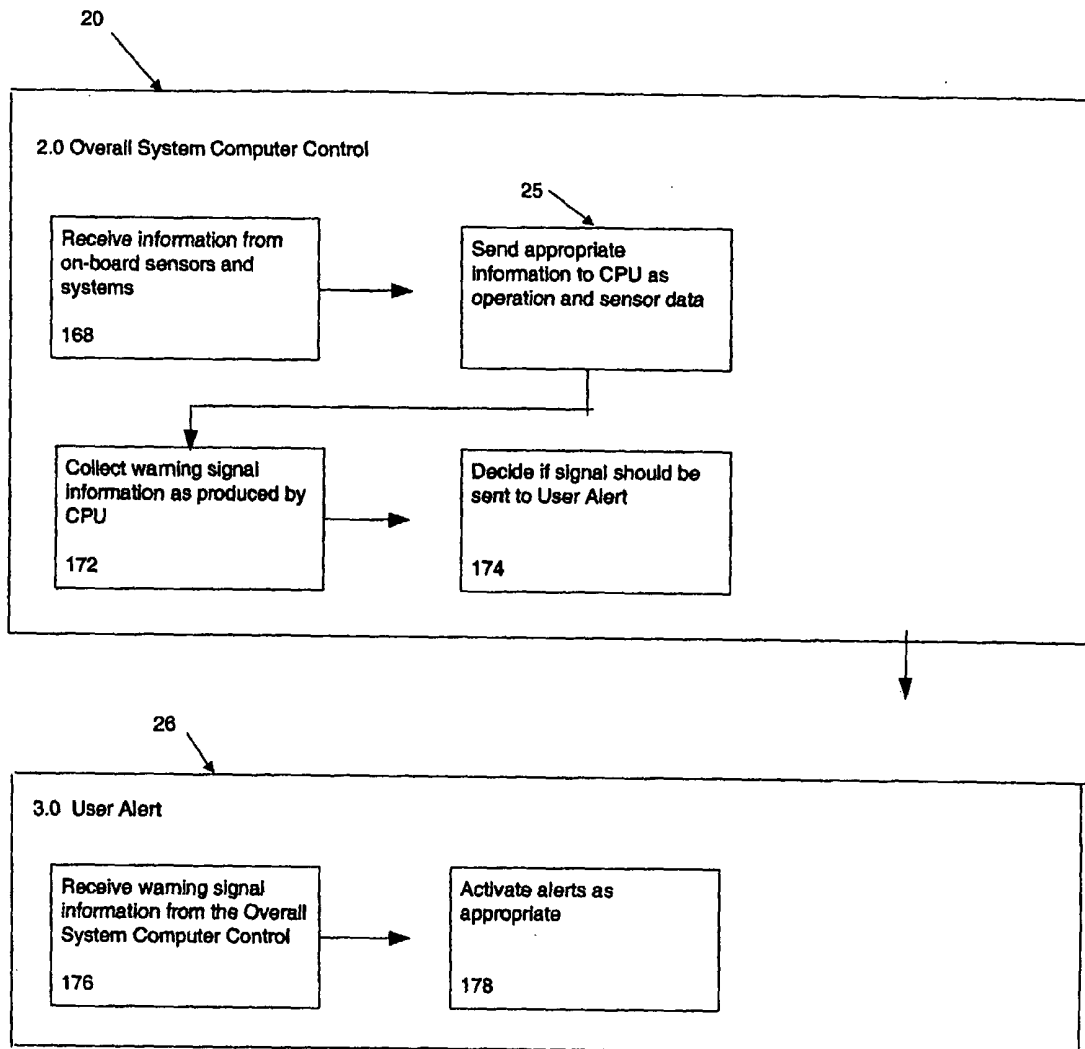 20
2.0 Overall System Computer Control
25
Receive information from
on-board sensors and
systems
168
Send appropriate
information to CPU as
operation and sensor data
Collect warning signal
information as produced by
CPU
172
Decide if signal should be
sent to User Alert
174
26
3.0 User Alert
Receive warning signal
information from the Overall
System Computer Control
176
Activate alerts as
appropriate
178